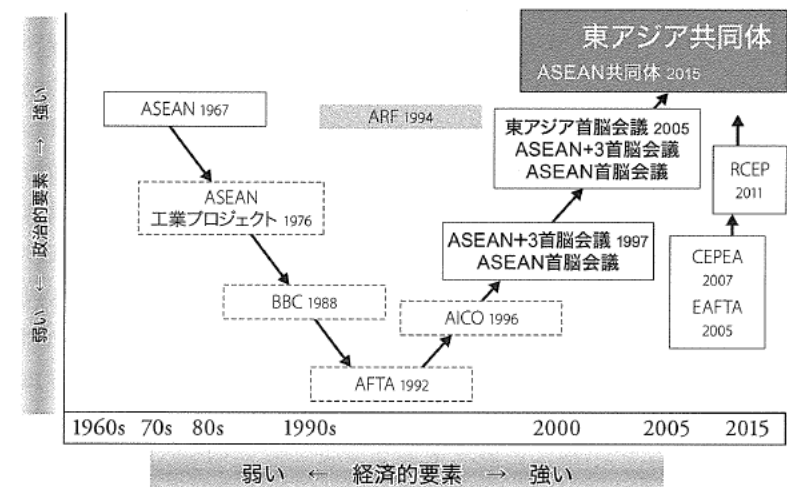 東アジア共同体
ASEAN共同体 2015
ASEAN 1967
ARF 1994
東アジア首脳会議 2005
ASEAN+3首脳会議
ASEAN首脳会議
RCEP
2011
ASEAN
工業プロジェクト 1976
ASEAN+3首脳会議 1997
ASEAN首脳会議
CEPEA
2007
EAFTA
2005
BBC 1988
AICO 1996
AFTA 1992
弱い ← 政治的要素 → 強い
1960s 70s 80s 1990s 2000 2005 2015
弱い ← 経済的要素 → 強い